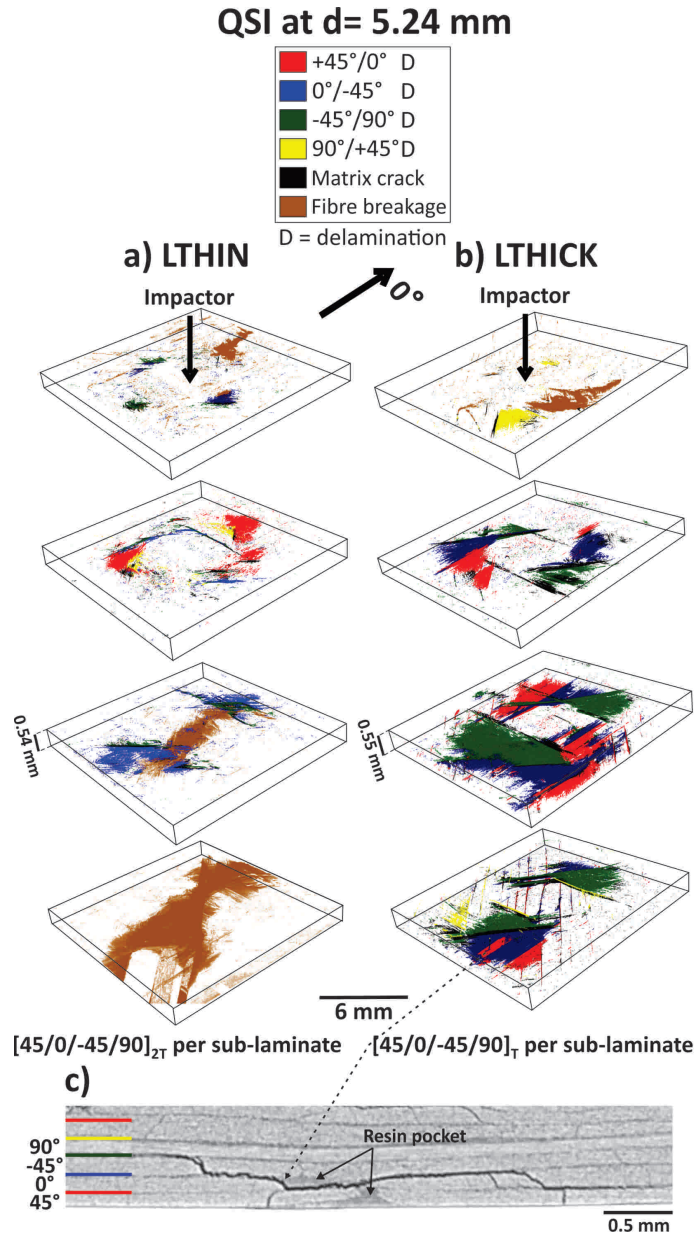 QSI at d= 5.24 mm
+45°/0° D
0°/-45° D
-45°/90° D
90°/+45° D
Matrix crack
Fibre breakage
D = delamination
a) LTHIN
b) LTHICK
0°
Impactor
Impactor
0.54 mm
0.55 mm
6 mm
[45/0/-45/90]2T per sub-laminate
[45/0/-45/90]T per sub-laminate
c)
Resin pocket
90°
-45°
0°
45°
0.5 mm